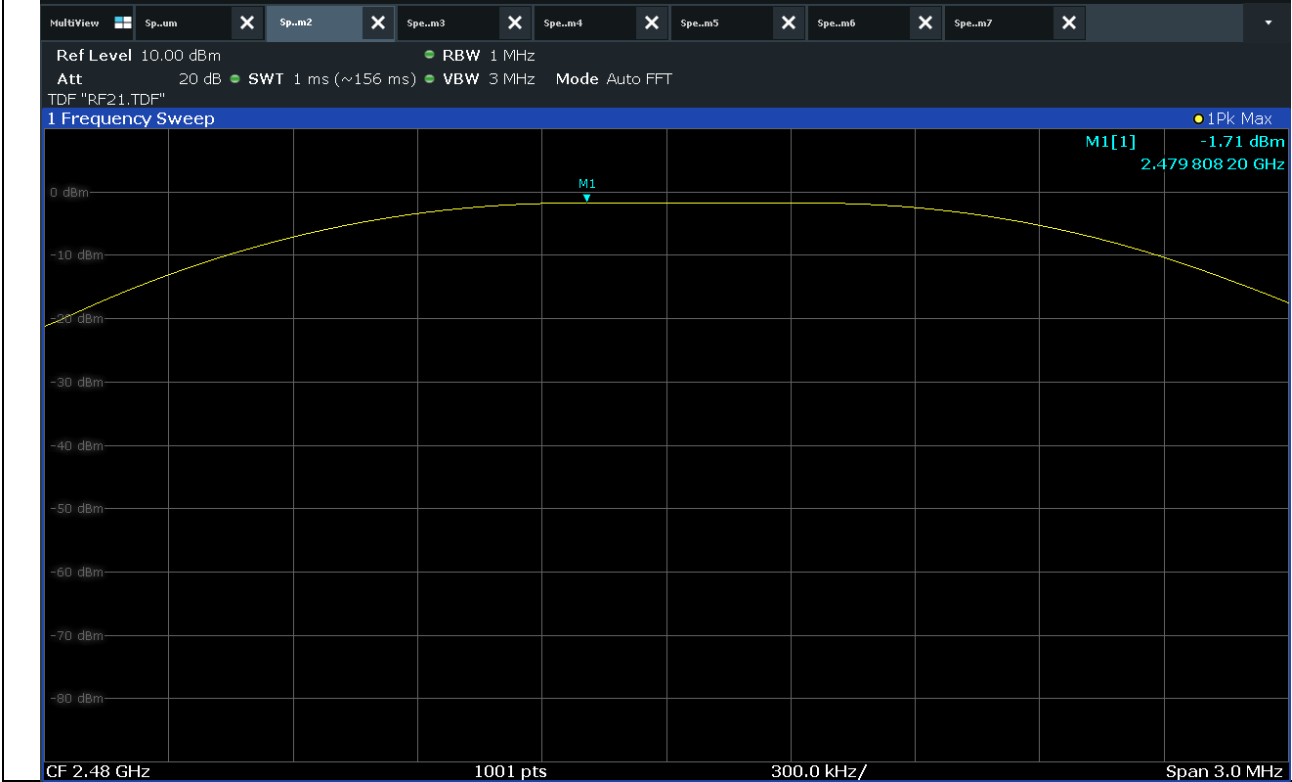 MultiView Sp..um Sp..m2 Spe..m3 Spe..m4 Spe..m5 Spe..m6 Spe..m7
Ref Level 10.00 dBm RBW 1 MHz
Att 20 dB SWT 1 ms (~156 ms) VBW 3 MHz Mode Auto FFT
TDF "RF21.TDF"
1 Frequency Sweep 1Pk Max
M1[1] -1.71 dBm
2.479 808 20 GHz
M1
0 dBm
-10 dBm
-20 dBm
-30 dBm
-40 dBm
-50 dBm
-60 dBm
-70 dBm
-80 dBm
CF 2.48 GHz 1001 pts 300.0 kHz/ Span 3.0 MHz